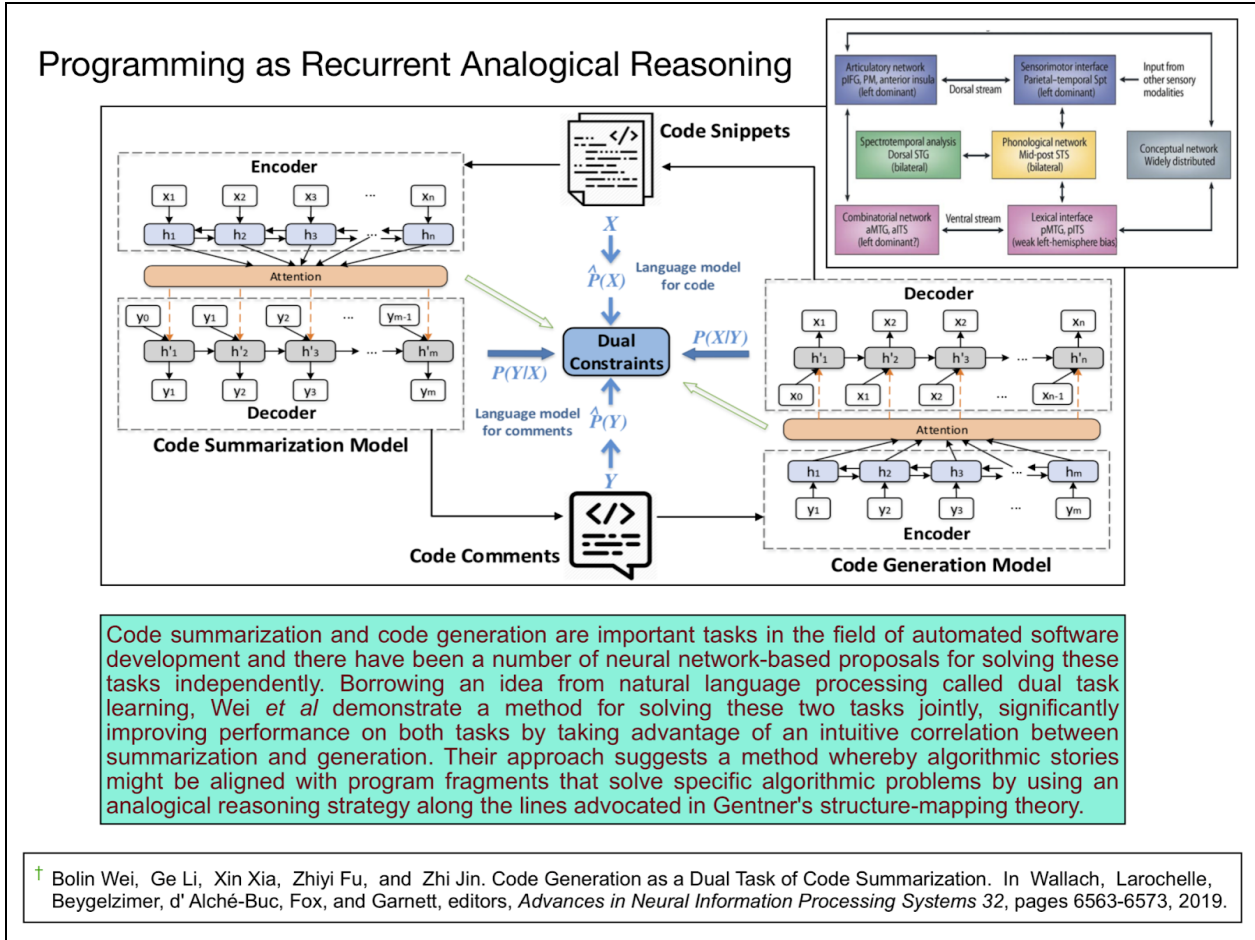 Programming as Recurrent Analogical Reasoning
Articulatory network
pIFG, PM, anterior insula
(left dominant)
Dorsal stream
Sensorimotor interface
Parietal–temporal Spt
(left dominant)
Input from
other sensory
modalities
Spectrotemporal analysis
Dorsal STG
(bilateral)
Phonological network
Mid-post STS
(bilateral)
Conceptual network
Widely distributed
Combinatorial network
aMTG, aITS
(left dominant?)
Ventral stream
Lexical interface
pMTG, pITS
(weak left-hemisphere bias)
</> Code Snippets
Encoder
x1 x2 x3 ... xn
h1 h2 h3 ... hn
Attention
y0 y1 y2 ... ym-1
h'1 h'2 h'3 ... h'm
y1 y2 y3 ym
Decoder
Code Summarization Model
X
^P(X)
Language model
for code
Dual
Constraints
P(Y/X)
P(X/Y)
Language model
for comments
^P(Y)
Y
</>
Code Comments
Decoder
x1 x2 x2 xn
h'1 h'2 h'3 ... h'n
x0 x1 x2 ... xn-1
Attention
h1 h2 h3 ... hm
y1 y2 y3 ... ym
Encoder
Code Generation Model
Code summarization and code generation are important tasks in the field of automated software
development and there have been a number of neural network-based proposals for solving these
tasks independently. Borrowing an idea from natural language processing called dual task
learning, Wei et al demonstrate a method for solving these two tasks jointly, significantly
improving performance on both tasks by taking advantage of an intuitive correlation between
summarization and generation. Their approach suggests a method whereby algorithmic stories
might be aligned with program fragments that solve specific algorithmic problems by using an
analogical reasoning strategy along the lines advocated in Gentner's structure-mapping theory.
† Bolin Wei, Ge Li, Xin Xia, Zhiyi Fu, and Zhi Jin. Code Generation as a Dual Task of Code Summarization. In Wallach, Larochelle,
Beygelzimer, d' Alché-Buc, Fox, and Garnett, editors, Advances in Neural Information Processing Systems 32, pages 6563-6573, 2019.